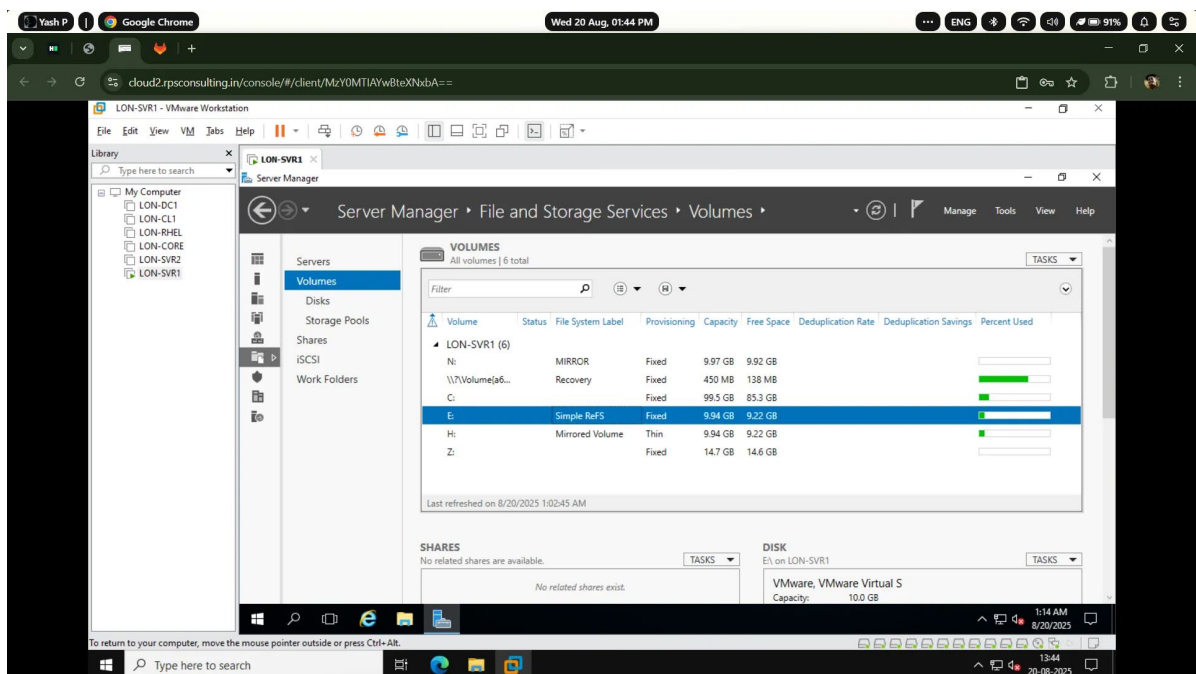 Yash P
Google Chrome
Wed 20 Aug, 01:44 PM
ENG
91%
cloud2.rpsconsulting.in/console/#/client/MzY0MTIAYwBteXNxbA==
LON-SVR1 - VMware Workstation
File Edit View VM Tabs Help
Library
Type here to search
My Computer
LON-DC1
LON-CL1
LON-RHEL
LON-CORE
LON-SVR2
LON-SVR1
LON-SVR1
Server Manager
Server Manager ‣ File and Storage Services ‣ Volumes ‣
Manage Tools View Help
Servers
Volumes
Disks
Storage Pools
Shares
iSCSI
Work Folders
VOLUMES
All volumes | 6 total
TASKS
Filter
Volume Status File System Label Provisioning Capacity Free Space Deduplication Rate Deduplication Savings Percent Used
LON-SVR1 (6)
N: MIRROR Fixed 9.97 GB 9.92 GB
\\?\Volume{a6... Recovery Fixed 450 MB 138 MB
C: Fixed 99.5 GB 85.3 GB
E: Simple ReFS Fixed 9.94 GB 9.22 GB
H: Mirrored Volume Thin 9.94 GB 9.22 GB
Z: Fixed 14.7 GB 14.6 GB
Last refreshed on 8/20/2025 1:02:45 AM
SHARES
No related shares are available.
TASKS
No related shares exist.
DISK
E:\ on LON-SVR1
TASKS
VMware, VMware Virtual S
Capacity: 10.0 GB
1:14 AM
8/20/2025
To return to your computer, move the mouse pointer outside or press Ctrl+Alt.
Type here to search
13:44
20-08-2025